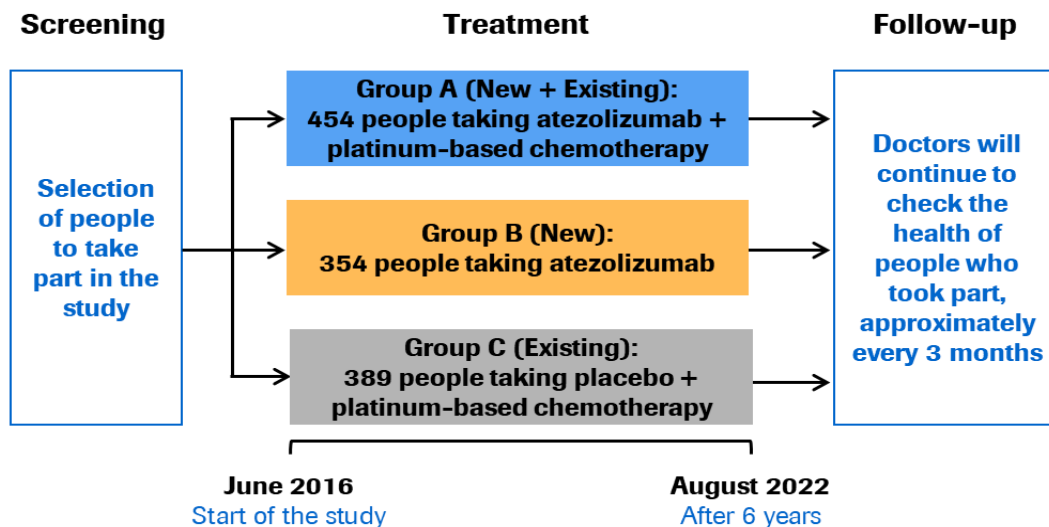 Screening
Treatment
Follow-up
Selection
of people
to take
part in the
study
Group A (New + Existing):
454 people taking atezolizumab +
platinum-based chemotherapy
Group B (New):
354 people taking atezolizumab
Group C (Existing):
389 people taking placebo +
platinum-based chemotherapy
Doctors will
continue to
check the
health of
people who
took part,
approximately
every 3 months
June 2016
Start of the study
August 2022
After 6 years